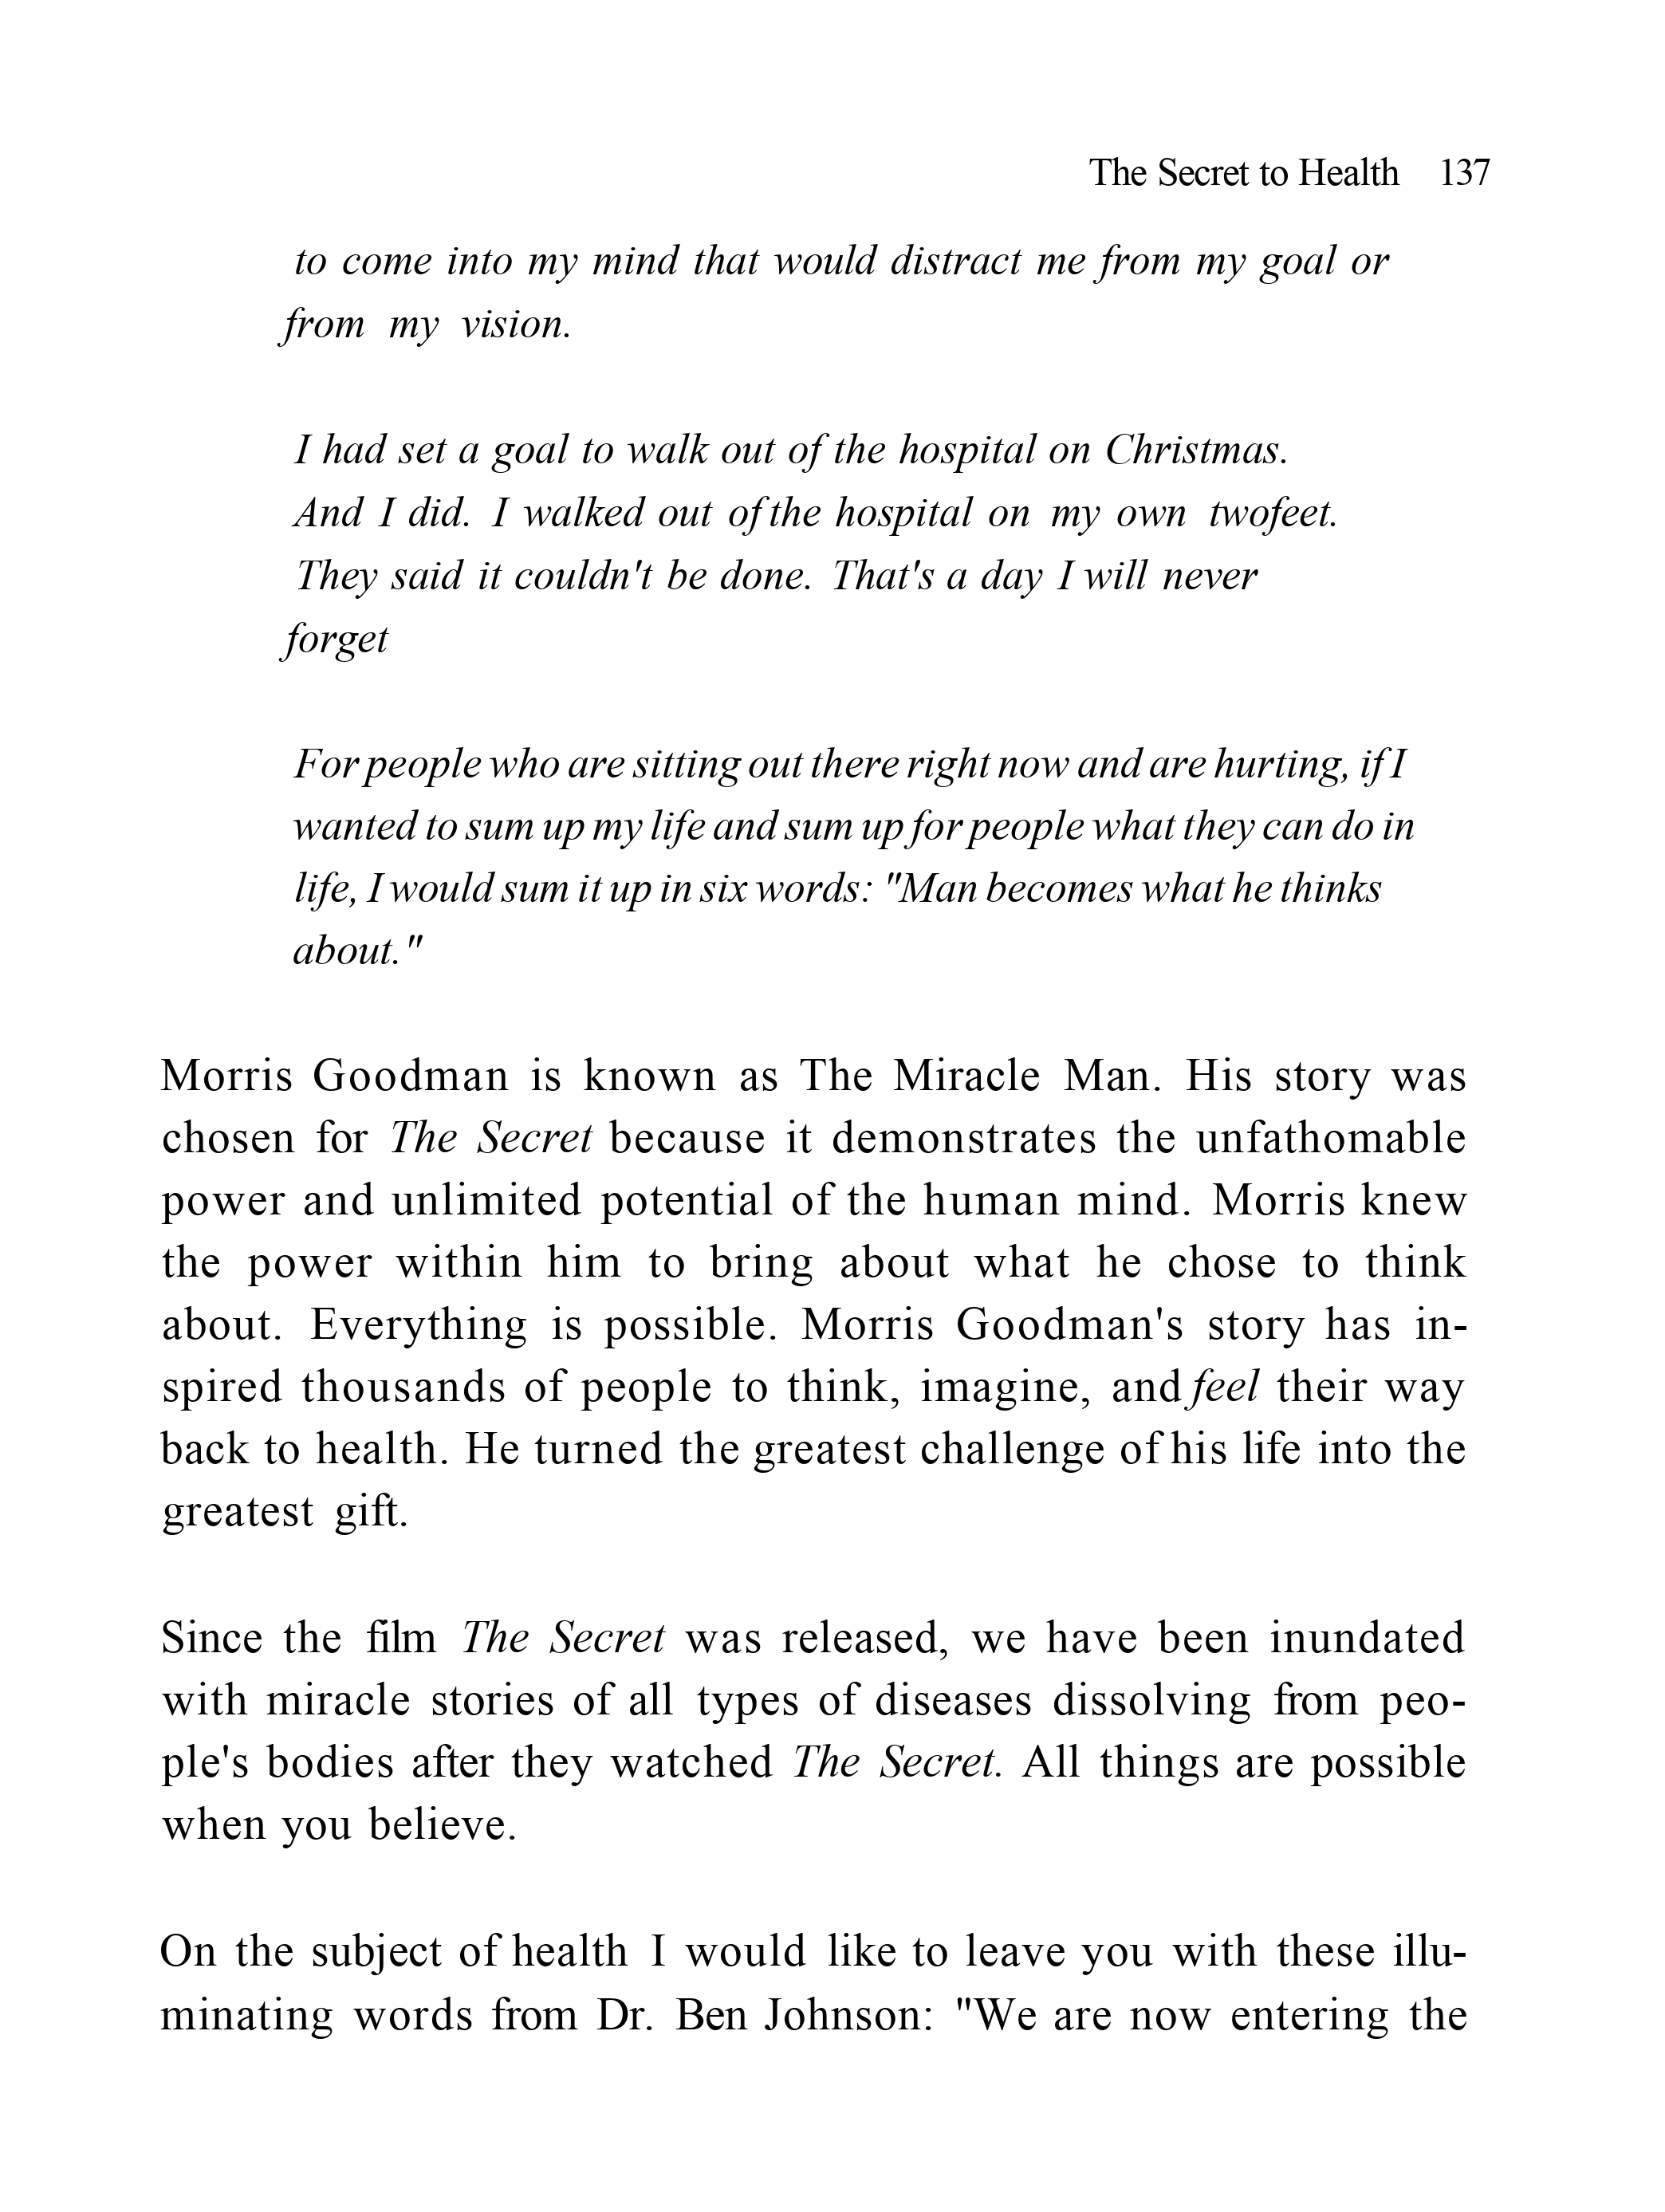 The Secret to Health 137
to come into my mind that would distract me from my goal or
from my vision.
I had set a goal to walk out of the hospital on Christmas.
And I did. I walked out of the hospital on my own twofeet.
They said it couldn't be done. That's a day I will never
forget
For people who are sitting out there right now and are hurting, if I
wanted to sum up my life and sum up for people what they can do in
life, I would sum it up in six words: "Man becomes what he thinks
about."
Morris Goodman is known as The Miracle Man. His story was
chosen for The Secret because it demonstrates the unfathomable
power and unlimited potential of the human mind. Morris knew
the power within him to bring about what he chose to think
about. Everything is possible. Morris Goodman's story has in-
spired thousands of people to think, imagine, and feel their way
back to health. He turned the greatest challenge of his life into the
greatest gift.
Since the film The Secret was released, we have been inundated
with miracle stories of all types of diseases dissolving from peo-
ple's bodies after they watched The Secret. All things are possible
when you believe.
On the subject of health I would like to leave you with these illu-
minating words from Dr. Ben Johnson: "We are now entering the